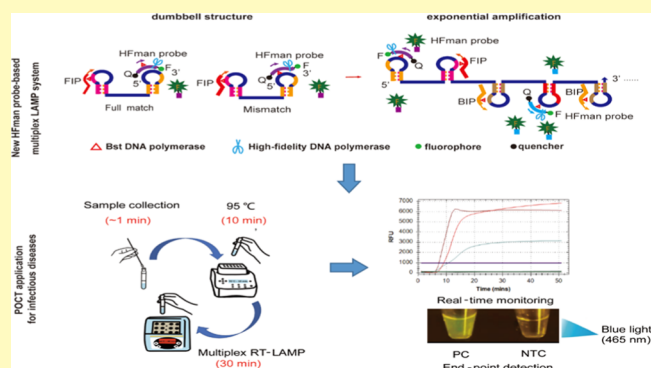 dumbbell structure
exponential amplification
New HFman probe-based
multiplex LAMP system
HFman probe
F
FIP
Q
5'
3'
Full match
HFman probe
F
FIP
Q
5'
3'
Mismatch
F
HFman probe
Q
FIP
5'
3'
BIP
Q
F
BIP
HFman probe
Bst DNA polymerase
High-fidelity DNA polymerase
fluorophore
quencher
POCT application
for infectious diseases
Sample collection
(~1 min)
95 ℃
(10 min)
Multiplex RT-LAMP
(30 min)
RFU
7000
6000
5000
4000
3000
2000
1000
0
0 10 20 30 40 50
Time (mins)
Real-time monitoring
PC
NTC
Blue light
(465 nm)
End-point detection